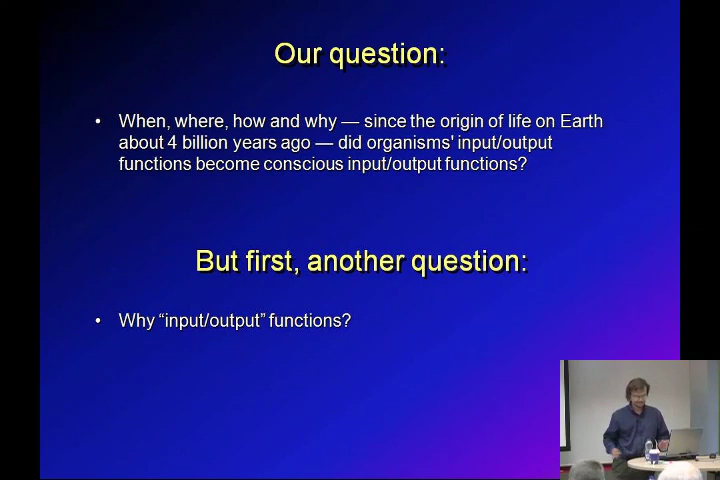 Our question:
• When, where, how and why — since the origin of life on Earth
about 4 billion years ago — did organisms' input/output
functions become conscious input/output functions?
But first, another question:
• Why “input/output” functions?